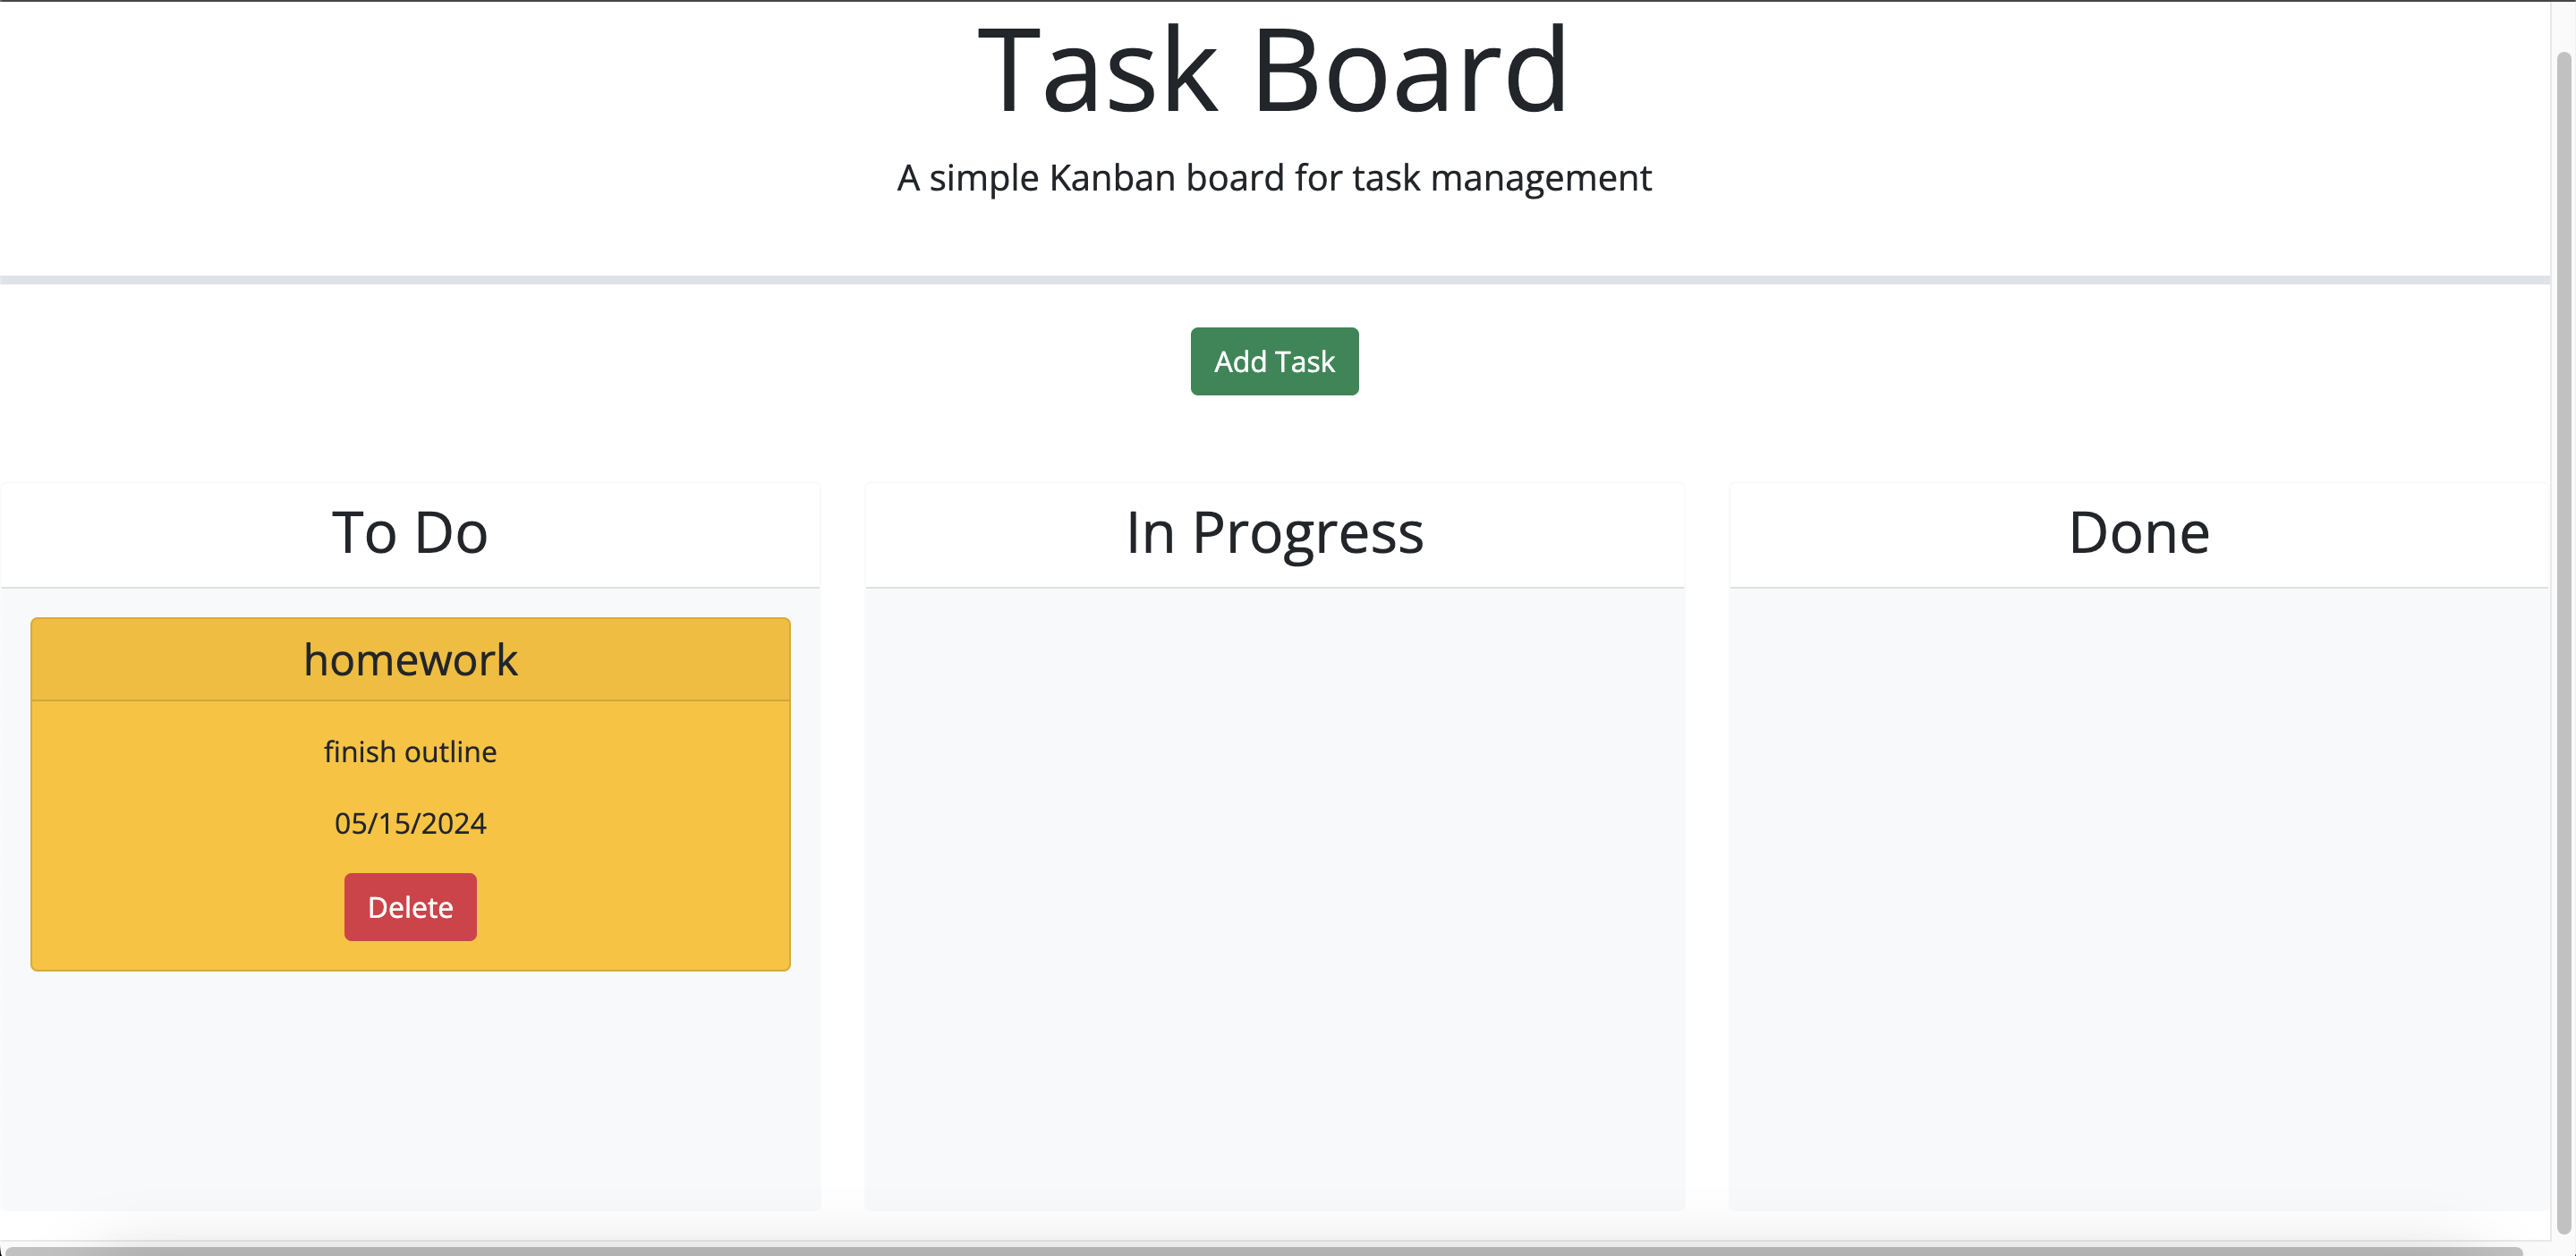 Task Board
A simple Kanban board for task management
Add Task
To Do
In Progress
Done
homework
finish outline
05/15/2024
Delete